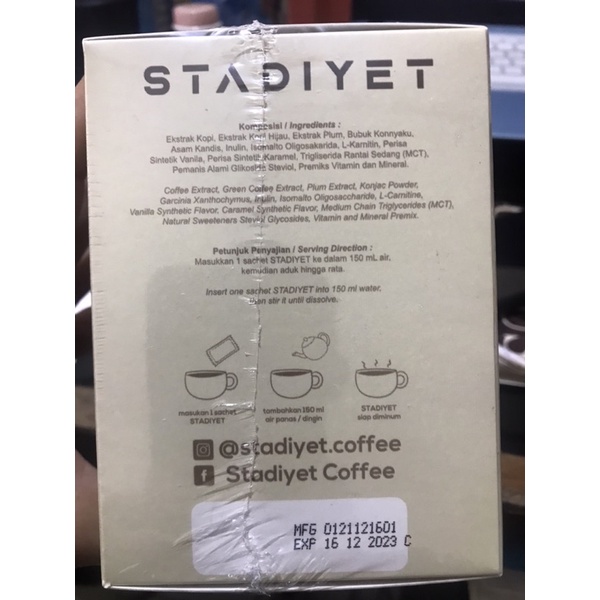 STADIYET
Komposisi / Ingredients :
Ekstrak Kopi, Ekstrak Kopi Hijau, Ekstrak Plum, Bubuk Konnyaku,
Asam Kandis, Inulin, Isomalto Oligosakarida, L-Karnitin, Perisa
Sintetik Vanila, Perisa Sintetik Karamel, Trigliserida Rantai Sedang (MCT),
Pemanis Alami Glikosida Steviol, Premiks Vitamin dan Mineral.
Coffee Extract, Green Coffee Extract, Plum Extract, Konjac Powder,
Garcinia Xanthochymus, Inulin, Isomalto Oligosaccharide, L-Carnitine,
Vanilla Synthetic Flavor, Caramel Synthetic Flavor, Medium Chain Triglycerides (MCT),
Natural Sweeteners Steviol Glycosides, Vitamin and Mineral Premix.
Petunjuk Penyajian / Serving Direction :
Masukkan 1 sachet STADIYET ke dalam 150 mL air,
kemudian aduk hingga rata.
Insert one sachet STADIYET into 150 ml water,
then stir it until dissolve.
masukan 1 sachet
STADIYET
tambahkan 150 ml
air panas / dingin
STADIYET
siap diminum
@stadiyet.coffee
Stadiyet Coffee
MFG 0121121601
EXP 16 12 2023 C